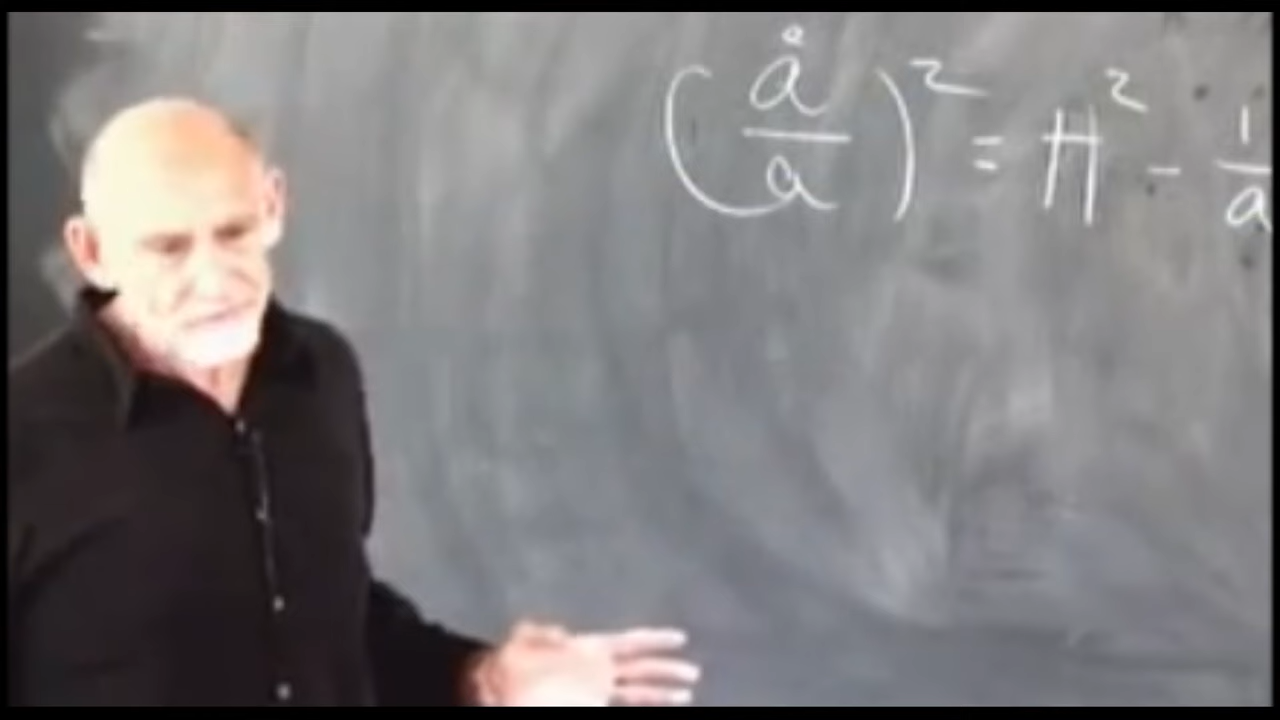 (ȧ/a)² = H² - 1/a